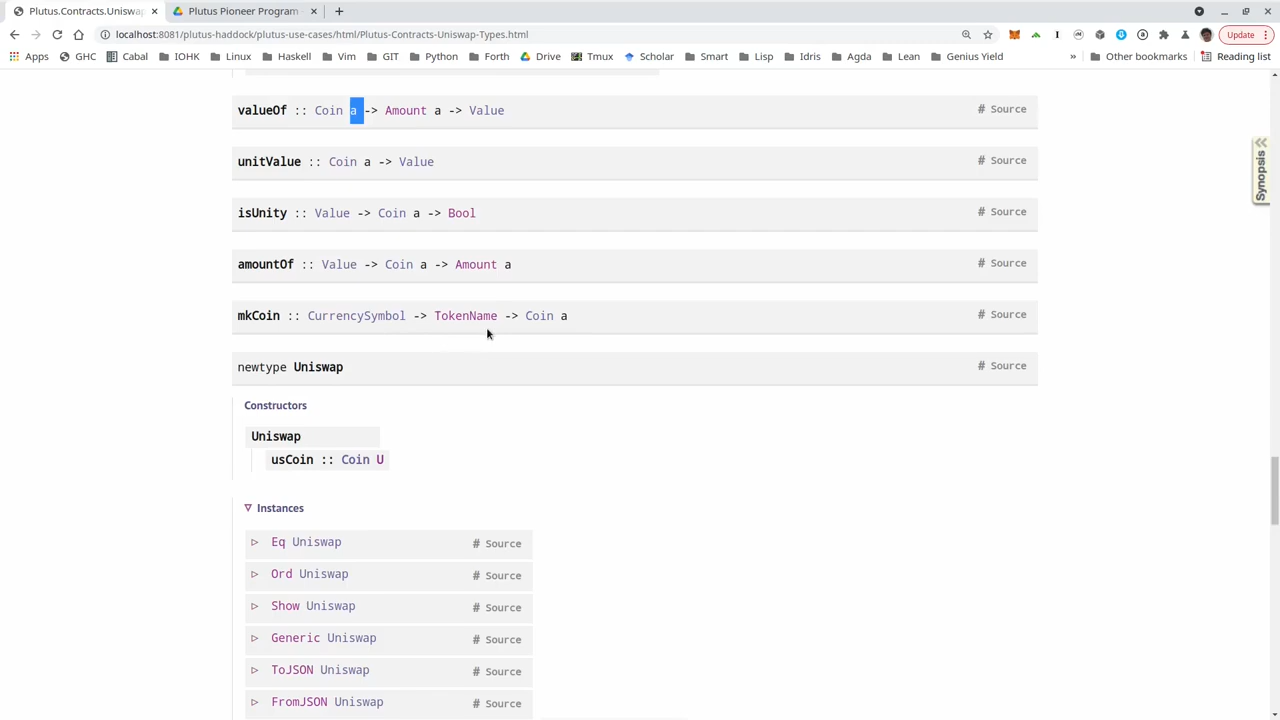 Plutus.Contracts.Uniswap
Plutus Pioneer Program
localhost:8081/plutus-haddock/plutus-use-cases/html/Plutus-Contracts-Uniswap-Types.html
Update
Apps GHC Cabal IOHK Linux Haskell Vim GIT Python Forth Drive Tmux Scholar Smart Lisp Idris Agda Lean Genius Yield » Other bookmarks Reading list
valueOf :: Coin a -> Amount a -> Value # Source
unitValue :: Coin a -> Value # Source
isUnity :: Value -> Coin a -> Bool # Source
amountOf :: Value -> Coin a -> Amount a # Source
mkCoin :: CurrencySymbol -> TokenName -> Coin a # Source
newtype Uniswap # Source
Constructors
Uniswap
usCoin :: Coin U
Instances
Eq Uniswap # Source
Ord Uniswap # Source
Show Uniswap # Source
Generic Uniswap # Source
ToJSON Uniswap # Source
FromJSON Uniswap # Source
Synopsis